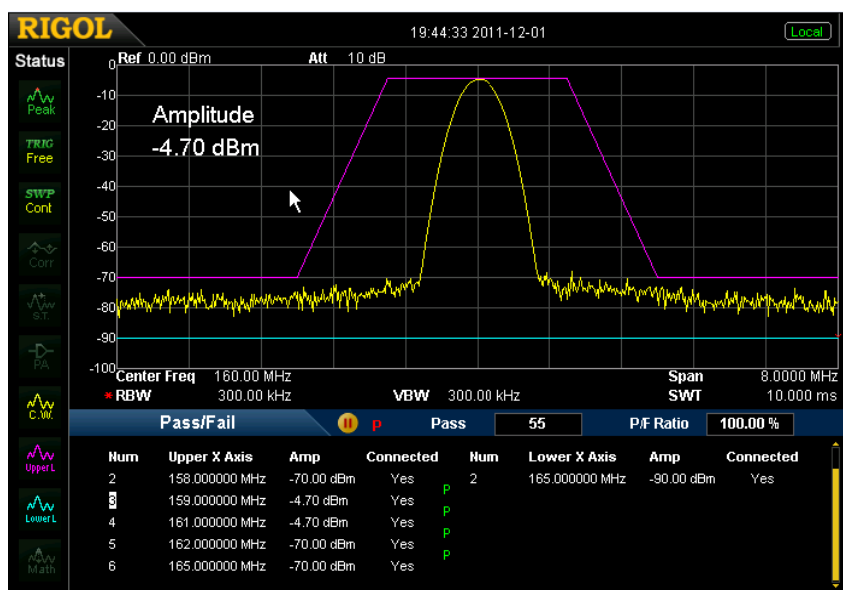 RIGOL 19:44:33 2011-12-01 Local
Status
Ref 0.00 dBm Att 10 dB
Peak
TRIG
Free
SWP
Cont
Corr
S.T.
PA
C.W.
UpperL
LowerL
Math
0
-10
-20
-30
-40
-50
-60
-70
-80
-90
-100
Amplitude
-4.70 dBm
Center Freq 160.00 MHz Span 8.0000 MHz
* RBW 300.00 kHz VBW 300.00 kHz SWT 10.000 ms
Pass/Fail P Pass 55 P/F Ratio 100.00 %
Num Upper X Axis Amp Connected Num Lower X Axis Amp Connected
2 158.000000 MHz -70.00 dBm Yes 2 165.000000 MHz -90.00 dBm Yes
P
3 159.000000 MHz -4.70 dBm Yes
P
4 161.000000 MHz -4.70 dBm Yes
P
5 162.000000 MHz -70.00 dBm Yes
P
6 165.000000 MHz -70.00 dBm Yes